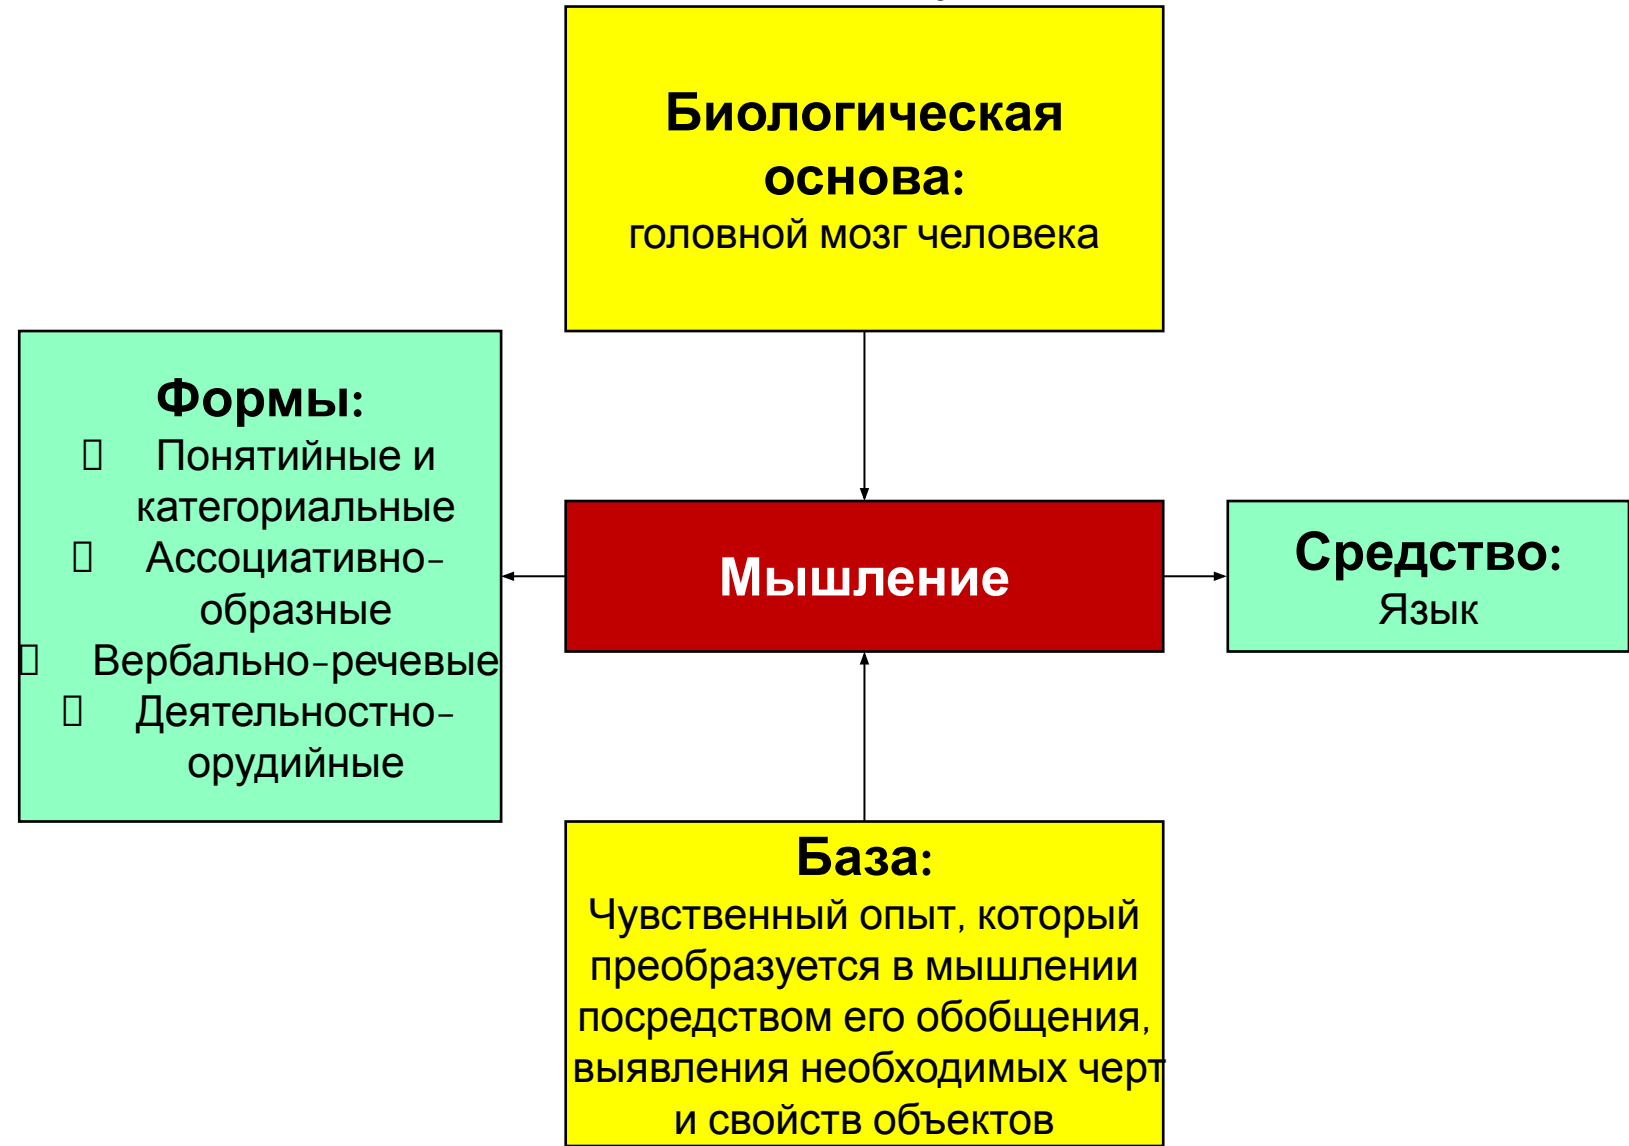 Биологическая
основа:
головной мозг человека
Формы:
Понятийные и
категориальные
Ассоциативно-
образные
Вербально-речевые
Деятельностно-
орудийные
Мышление
Средство:
Язык
База:
Чувственный опыт, который
преобразуется в мышлении
посредством его обобщения,
выявления необходимых черт
и свойств объектов